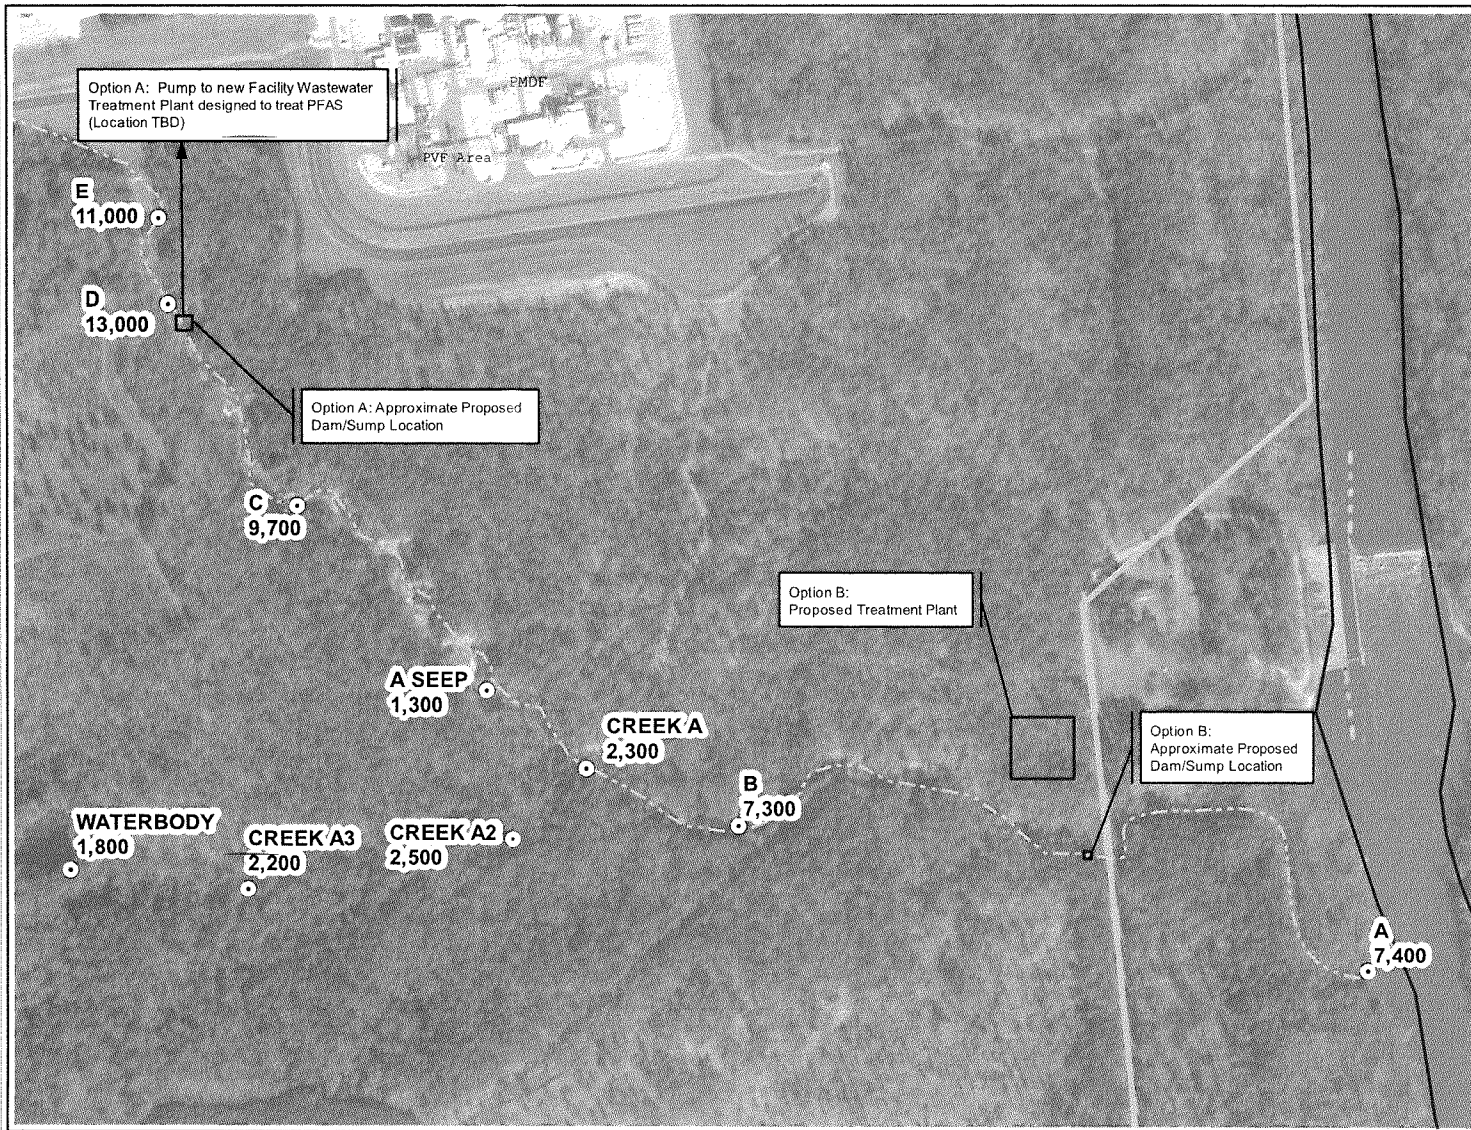 Option A: Pump to new Facility Wastewater
Treatment Plant designed to treat PFAS
(Location TBD)
PMDF
PVF Area
E
11,000
D
13,000
Option A: Approximate Proposed
Dam/Sump Location
C
9,700
Option B:
Proposed Treatment Plant
A SEEP
1,300
CREEK A
2,300
Option B:
Approximate Proposed
Dam/Sump Location
B
7,300
WATERBODY
1,800
CREEK A3
2,200
CREEK A2
2,500
A
7,400